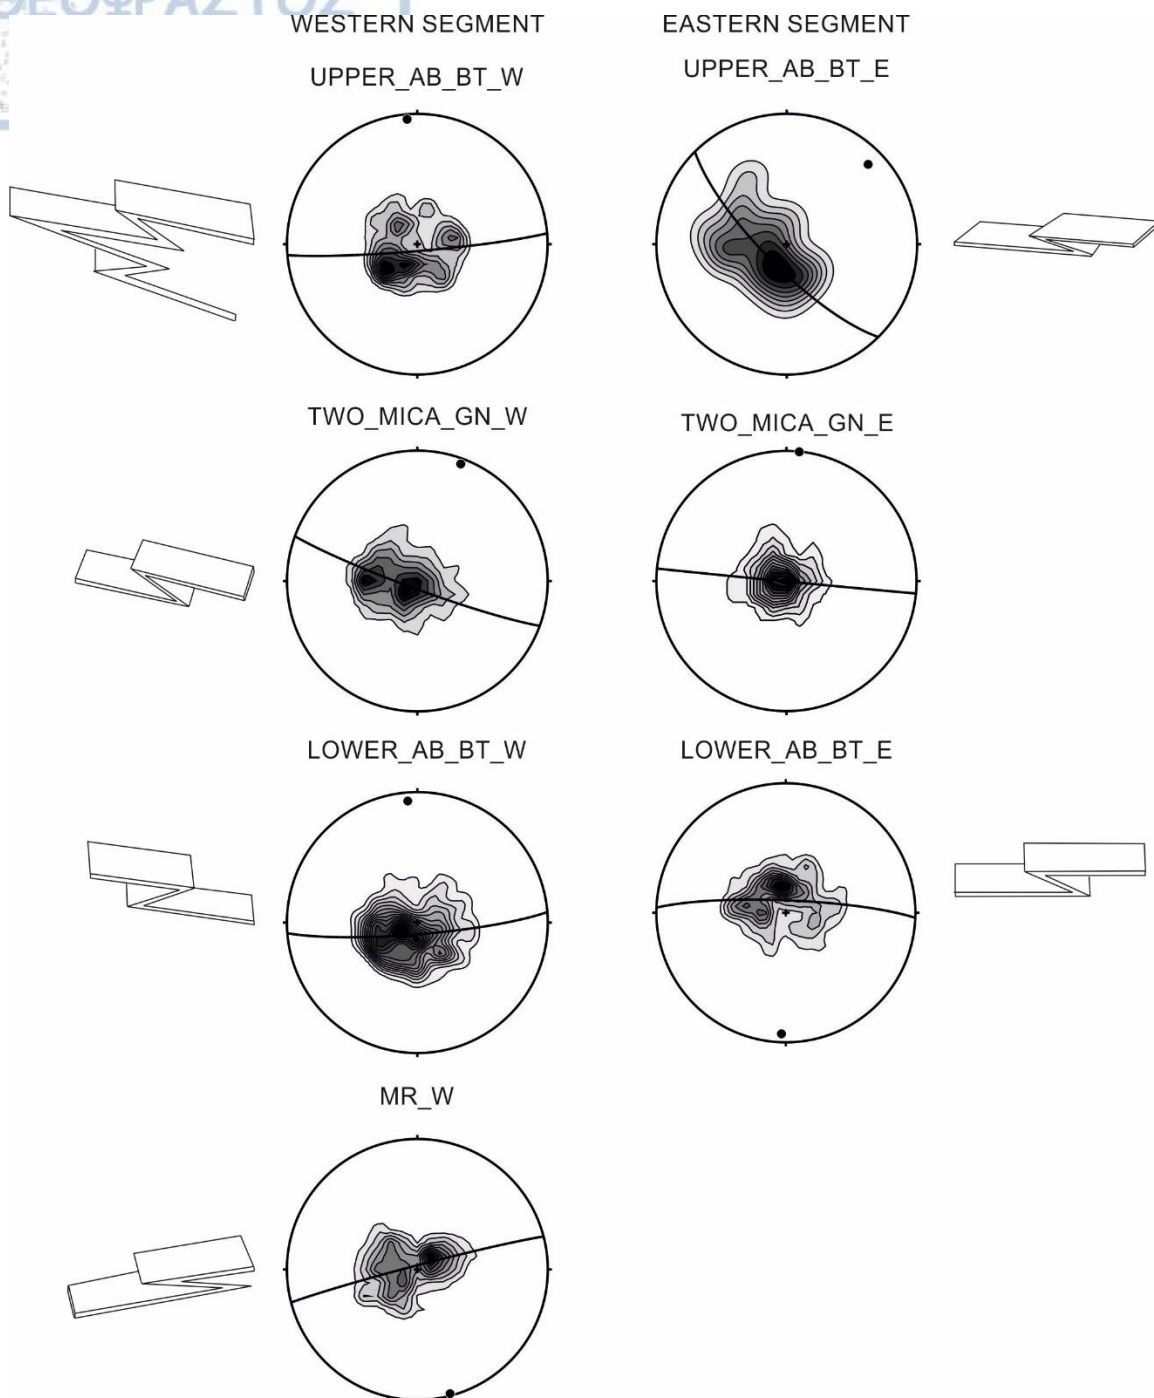 WESTERN SEGMENT
EASTERN SEGMENT
UPPER_AB_BT_W
UPPER_AB_BT_E
TWO_MICA_GN_W
TWO_MICA_GN_E
LOWER_AB_BT_W
LOWER_AB_BT_E
MR_W